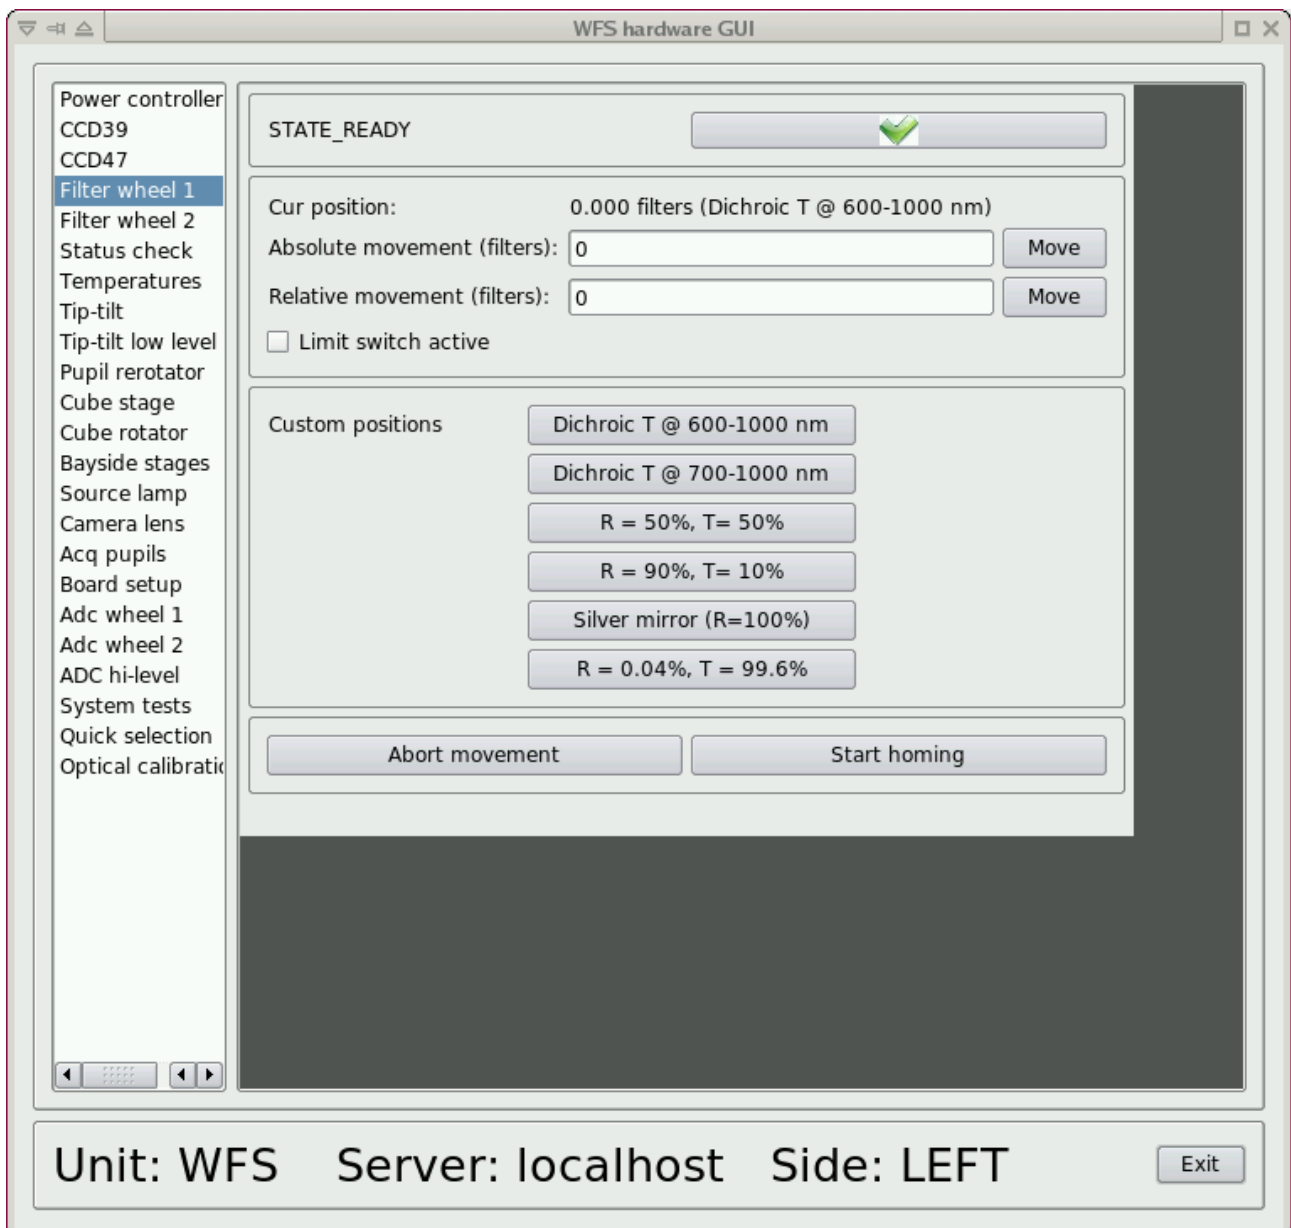 WFS hardware GUI
Power controller
CCD39
CCD47
Filter wheel 1
Filter wheel 2
Status check
Temperatures
Tip-tilt
Tip-tilt low level
Pupil rerotator
Cube stage
Cube rotator
Bayside stages
Source lamp
Camera lens
Acq pupils
Board setup
Adc wheel 1
Adc wheel 2
ADC hi-level
System tests
Quick selection
Optical calibratic
STATE_READY
Cur position: 0.000 filters (Dichroic T @ 600-1000 nm)
Absolute movement (filters): 0 Move
Relative movement (filters): 0 Move
Limit switch active
Custom positions Dichroic T @ 600-1000 nm
Dichroic T @ 700-1000 nm
R = 50%, T= 50%
R = 90%, T= 10%
Silver mirror (R=100%)
R = 0.04%, T = 99.6%
Abort movement Start homing
Unit: WFS Server: localhost Side: LEFT Exit